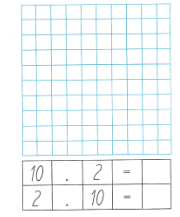 10 . 2 =
2 . 10 =